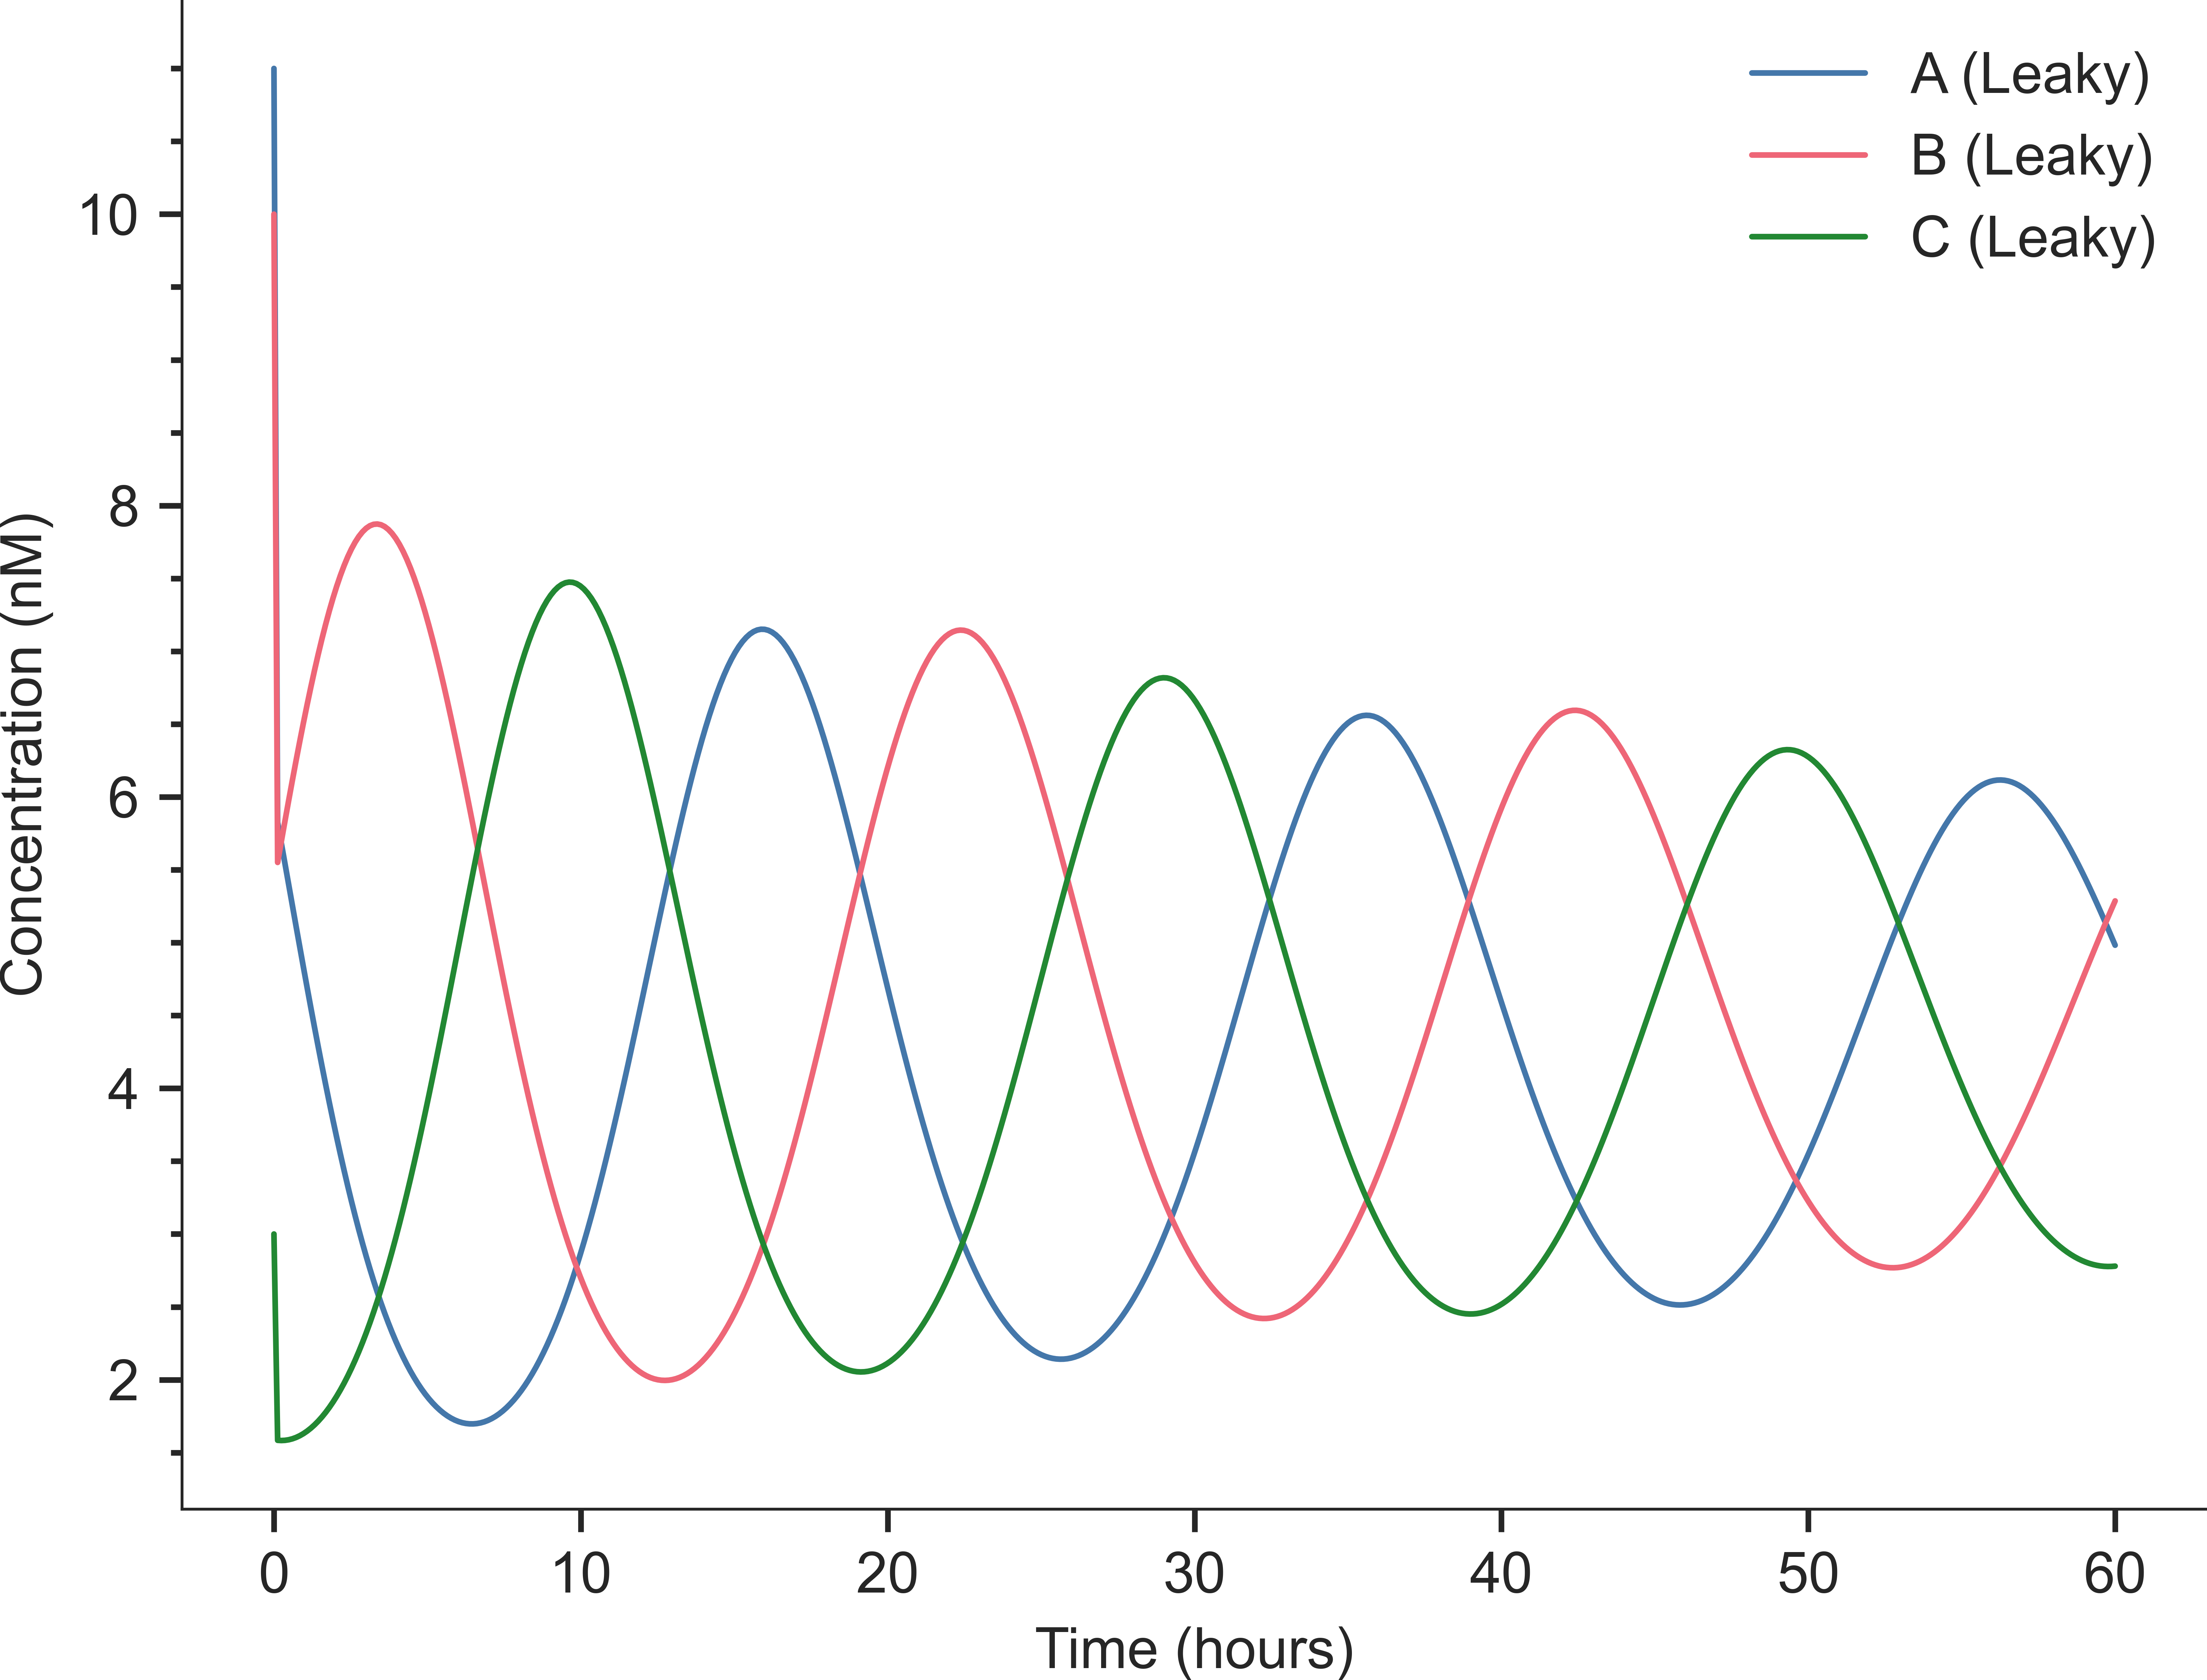 A (Leaky)
B (Leaky)
C (Leaky)
Concentration (nM)
10
8
6
4
2
0 10 20 30 40 50 60
Time (hours)